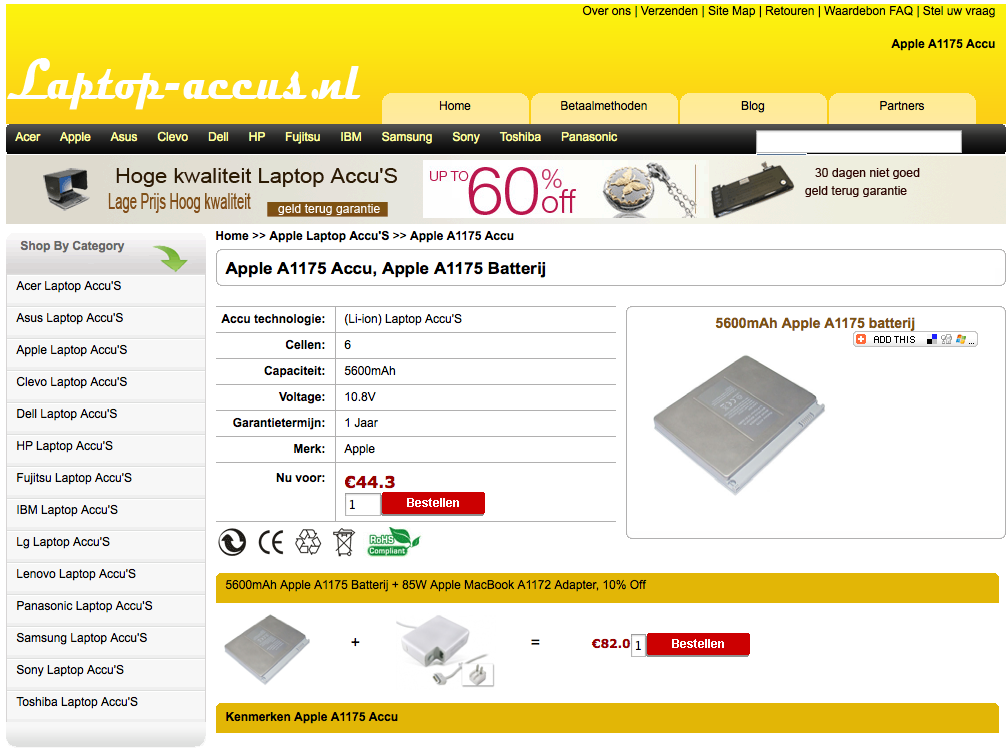 Over ons | Verzenden | Site Map | Retouren | Waardebon FAQ | Stel uw vraag
Apple A1175 Accu
Laptop-accus.nl
Home Betaalmethoden Blog Partners
Acer Apple Asus Clevo Dell HP Fujitsu IBM Samsung Sony Toshiba Panasonic
Hoge kwaliteit Laptop Accu'S
Lage Prijs Hoog kwaliteit
geld terug garantie
UP TO 60% off
30 dagen niet goed
geld terug garantie
Shop By Category
Acer Laptop Accu'S
Asus Laptop Accu'S
Apple Laptop Accu'S
Clevo Laptop Accu'S
Dell Laptop Accu'S
HP Laptop Accu'S
Fujitsu Laptop Accu'S
IBM Laptop Accu'S
Lg Laptop Accu'S
Lenovo Laptop Accu'S
Panasonic Laptop Accu'S
Samsung Laptop Accu'S
Sony Laptop Accu'S
Toshiba Laptop Accu'S
Home >> Apple Laptop Accu'S >> Apple A1175 Accu
Apple A1175 Accu, Apple A1175 Batterij
Accu technologie: (Li-ion) Laptop Accu'S
Cellen: 6
Capaciteit: 5600mAh
Voltage: 10.8V
Garantietermijn: 1 Jaar
Merk: Apple
Nu voor: €44.3
1 Bestellen
CE RoHS
Compliant
5600mAh Apple A1175 batterij
ADD THIS ...
5600mAh Apple A1175 Batterij + 85W Apple MacBook A1172 Adapter, 10% Off
+ = €82.0 1 Bestellen
Kenmerken Apple A1175 Accu